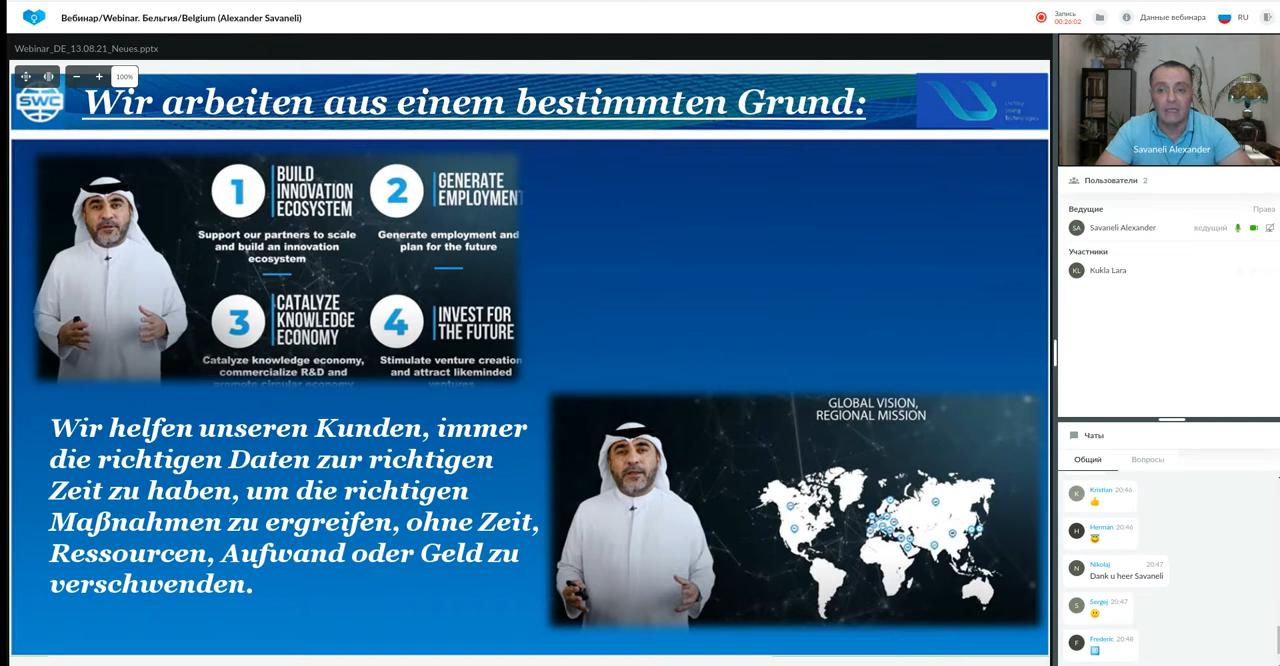 Вебинар/Webinar. Бельгия/Belgium (Alexander Savaneli)
Запись
00:26:02
Данные вебинара
RU
Webinar_DE_13.08.21_Neues.pptx
100%
SWC
Wir arbeiten aus einem bestimmten Grund:
1
BUILD
INNOVATION
ECOSYSTEM
Support our partners to scale
and build an innovation
ecosystem
2
GENERATE
EMPLOYMENT
Generate employment and
plan for the future
3
CATALYZE
KNOWLEDGE
ECONOMY
Catalyze knowledge economy,
commercialize R&D and
promote circular economy
4
INVEST FOR
THE FUTURE
Stimulate venture creation
and attract likeminded
ventures
Wir helfen unseren Kunden, immer
die richtigen Daten zur richtigen
Zeit zu haben, um die richtigen
Maßnahmen zu ergreifen, ohne Zeit,
Ressourcen, Aufwand oder Geld zu
verschwenden.
GLOBAL VISION,
REGIONAL MISSION
Savaneli Alexander
Пользователи 2
Ведущие Права
SA Savaneli Alexander ведущий
Участники
KL Kukla Lara
Чаты
Общий Вопросы
K Kristian 20:46
H Herman 20:46
N Nikolaj 20:47
Dank u heer Savaneli
S Sergej 20:47
F Frederic 20:48